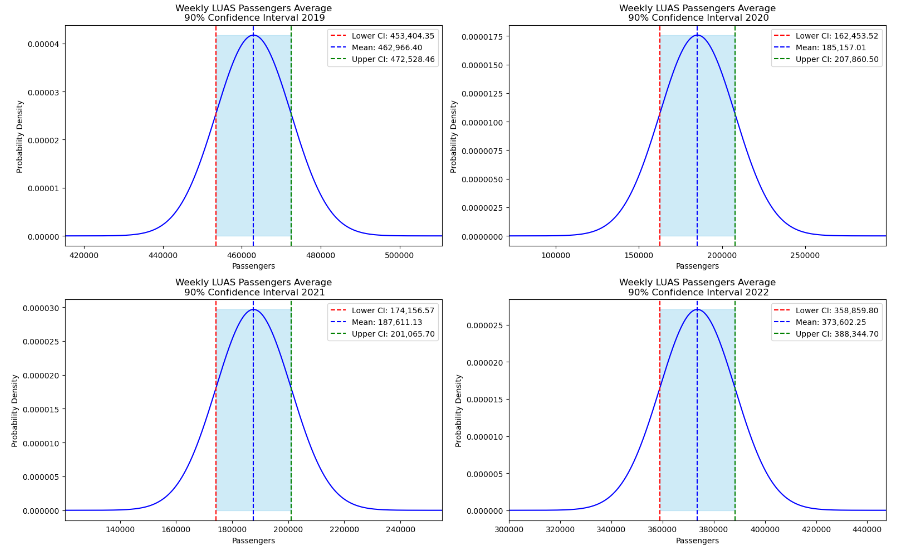 Weekly LUAS Passengers Average
90% Confidence Interval 2019
Lower CI: 453,404.35
Mean: 462,966.40
Upper CI: 472,528.46
Probability Density
0.00004
0.00003
0.00002
0.00001
0.00000
420000 440000 460000 480000 500000
Passengers
Weekly LUAS Passengers Average
90% Confidence Interval 2020
Lower CI: 162,453.52
Mean: 185,157.01
Upper CI: 207,860.50
Probability Density
0.0000175
0.0000150
0.0000125
0.0000100
0.0000075
0.0000050
0.0000025
0.0000000
100000 150000 200000 250000
Passengers
Weekly LUAS Passengers Average
90% Confidence Interval 2021
Lower CI: 174,156.57
Mean: 187,611.13
Upper CI: 201,065.70
Probability Density
0.000030
0.000025
0.000020
0.000015
0.000010
0.000005
0.000000
140000 160000 180000 200000 220000 240000
Passengers
Weekly LUAS Passengers Average
90% Confidence Interval 2022
Lower CI: 358,859.80
Mean: 373,602.25
Upper CI: 388,344.70
Probability Density
0.000025
0.000020
0.000015
0.000010
0.000005
0.000000
300000 320000 340000 360000 380000 400000 420000 440000
Passengers